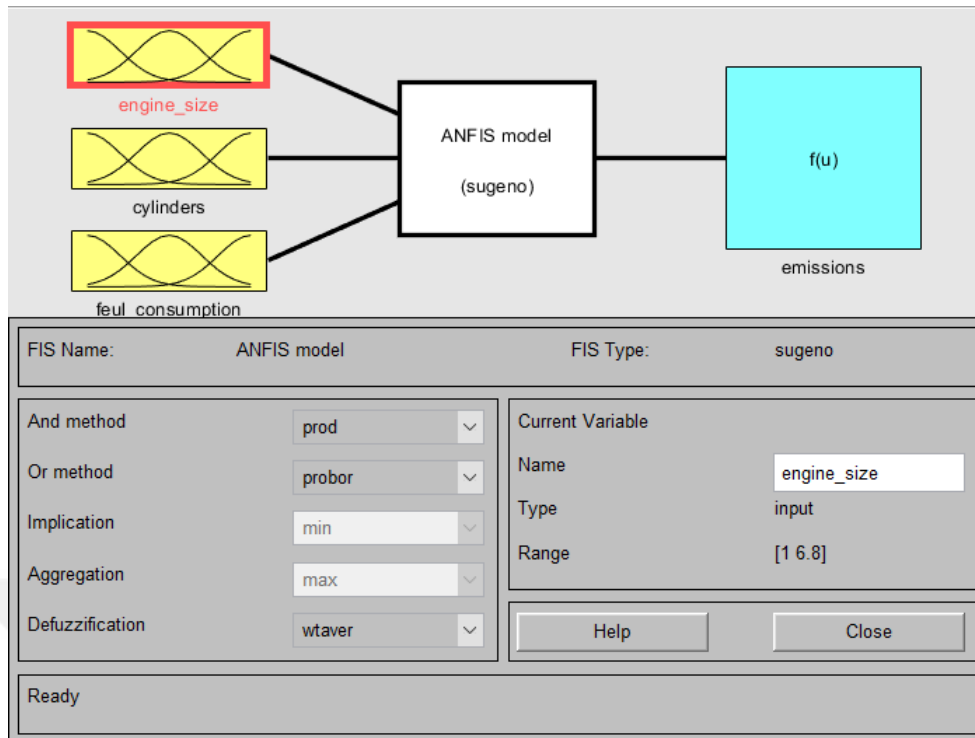 engine_size
cylinders
feul_consumption
ANFIS model
(sugeno)
f(u)
emissions
FIS Name: ANFIS model FIS Type: sugeno
And method prod
Or method probor
Implication min
Aggregation max
Defuzzification wtaver
Current Variable
Name engine_size
Type input
Range [1 6.8]
Help Close
Ready